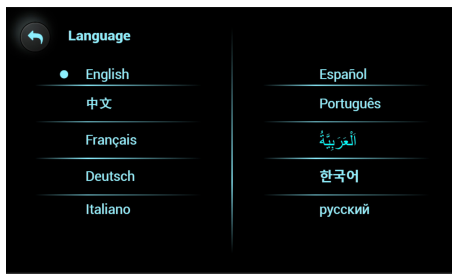 Language
English
中文
Français
Deutsch
Italiano
Español
Português
اَلْعَرَبِيَّةُ
한국어
русский